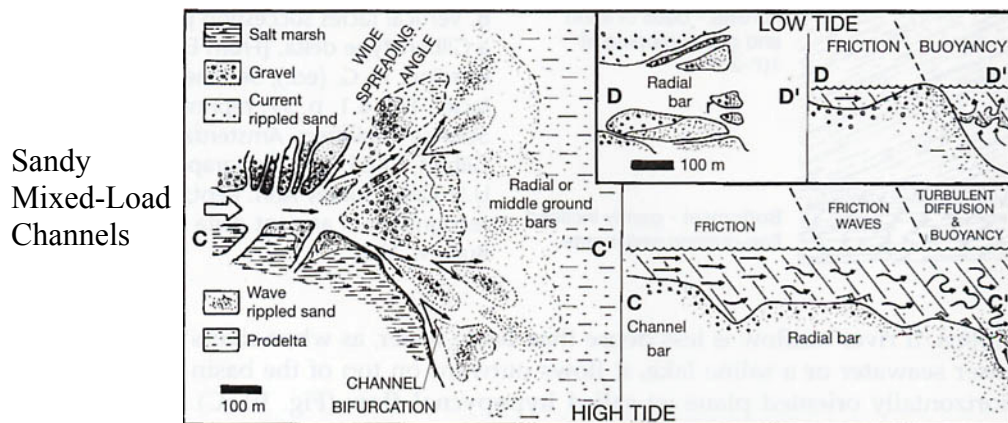 Sandy
Mixed-Load
Channels
Salt marsh
Gravel
Current
rippled sand
Wave
rippled sand
Prodelta
100 m
WIDE
SPREADING
ANGLE
C
C'
Radial or
middle ground
bars
CHANNEL
BIFURCATION
HIGH TIDE
LOW TIDE
D
Radial
bar
D'
100 m
FRICTION
BUOYANCY
D
D'
FRICTION
FRICTION
WAVES
TURBULENT
DIFFUSION
&
BUOYANCY
C
Channel
bar
Radial bar